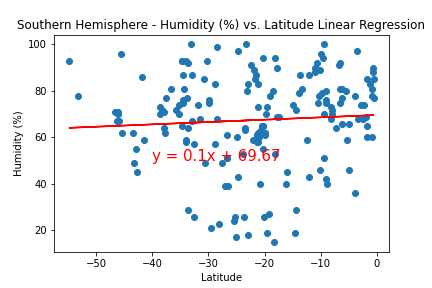 Southern Hemisphere - Humidity (%) vs. Latitude Linear Regression
100
80
60
40
20
Humidity (%)
y = 0.1x + 69.67
−50
−40
−30
−20
−10
0
Latitude